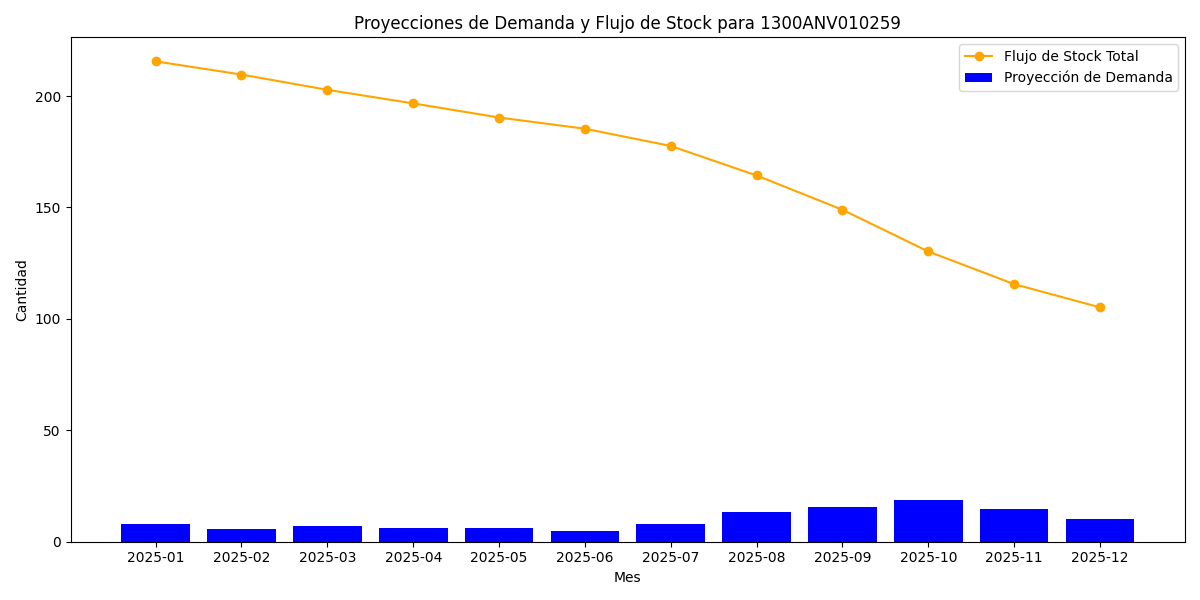 Proyecciones de Demanda y Flujo de Stock para 1300ANV010259
Flujo de Stock Total
Proyección de Demanda
Cantidad
200
150
100
50
0
2025-01 2025-02 2025-03 2025-04 2025-05 2025-06 2025-07 2025-08 2025-09 2025-10 2025-11 2025-12
Mes